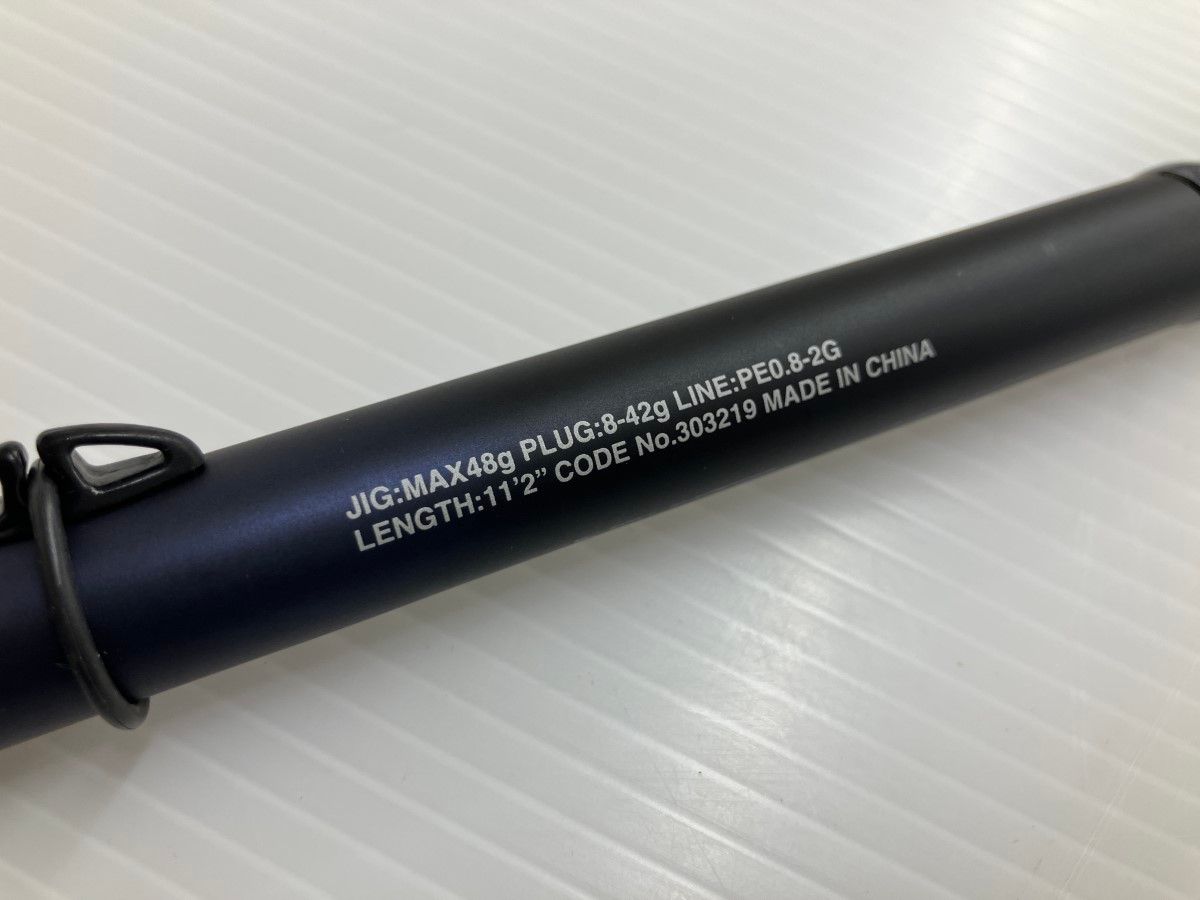 JIG:MAX48g PLUG:8-42g LINE:PE0.8-2G
LENGTH:11'2” CODE No.303219 MADE IN CHINA